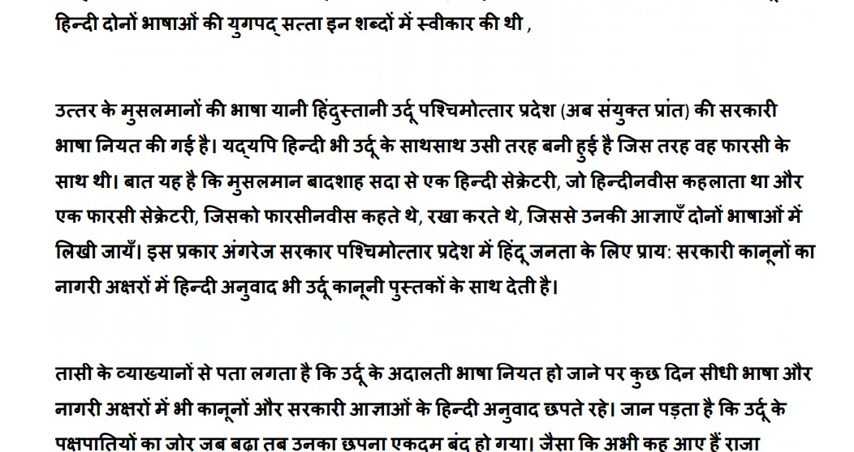 हिन्दी दोनों भाषाओं की युगपद् सत्ता इन शब्दों में स्वीकार की थी ,
उत्तर के मुसलमानों की भाषा यानी हिंदुस्तानी उर्दू पश्चिमोत्तार प्रदेश (अब संयुक्त प्रांत) की सरकारी
भाषा नियत की गई है। यद्यपि हिन्दी भी उर्दू के साथसाथ उसी तरह बनी हुई है जिस तरह वह फारसी के
साथ थी। बात यह है कि मुसलमान बादशाह सदा से एक हिन्दी सेक्रेटरी, जो हिन्दीनवीस कहलाता था और
एक फारसी सेक्रेटरी, जिसको फारसीनवीस कहते थे, रखा करते थे, जिससे उनकी आज्ञाएँ दोनों भाषाओं में
लिखी जायँ। इस प्रकार अंगरेज सरकार पश्चिमोत्तार प्रदेश में हिंदू जनता के लिए प्राय: सरकारी कानूनों का
नागरी अक्षरों में हिन्दी अनुवाद भी उर्दू कानूनी पुस्तकों के साथ देती है।
तासी के व्याख्यानों से पता लगता है कि उर्दू के अदालती भाषा नियत हो जाने पर कुछ दिन सीधी भाषा और
नागरी अक्षरों में भी कानूनों और सरकारी आज्ञाओं के हिन्दी अनुवाद छपते रहे। जान पड़ता है कि उर्दू के
पक्षपातियों का जोर जब बढ़ा तब उनका छपना एकदम बंद हो गया। जैसा कि अभी कह आए हैं राजा